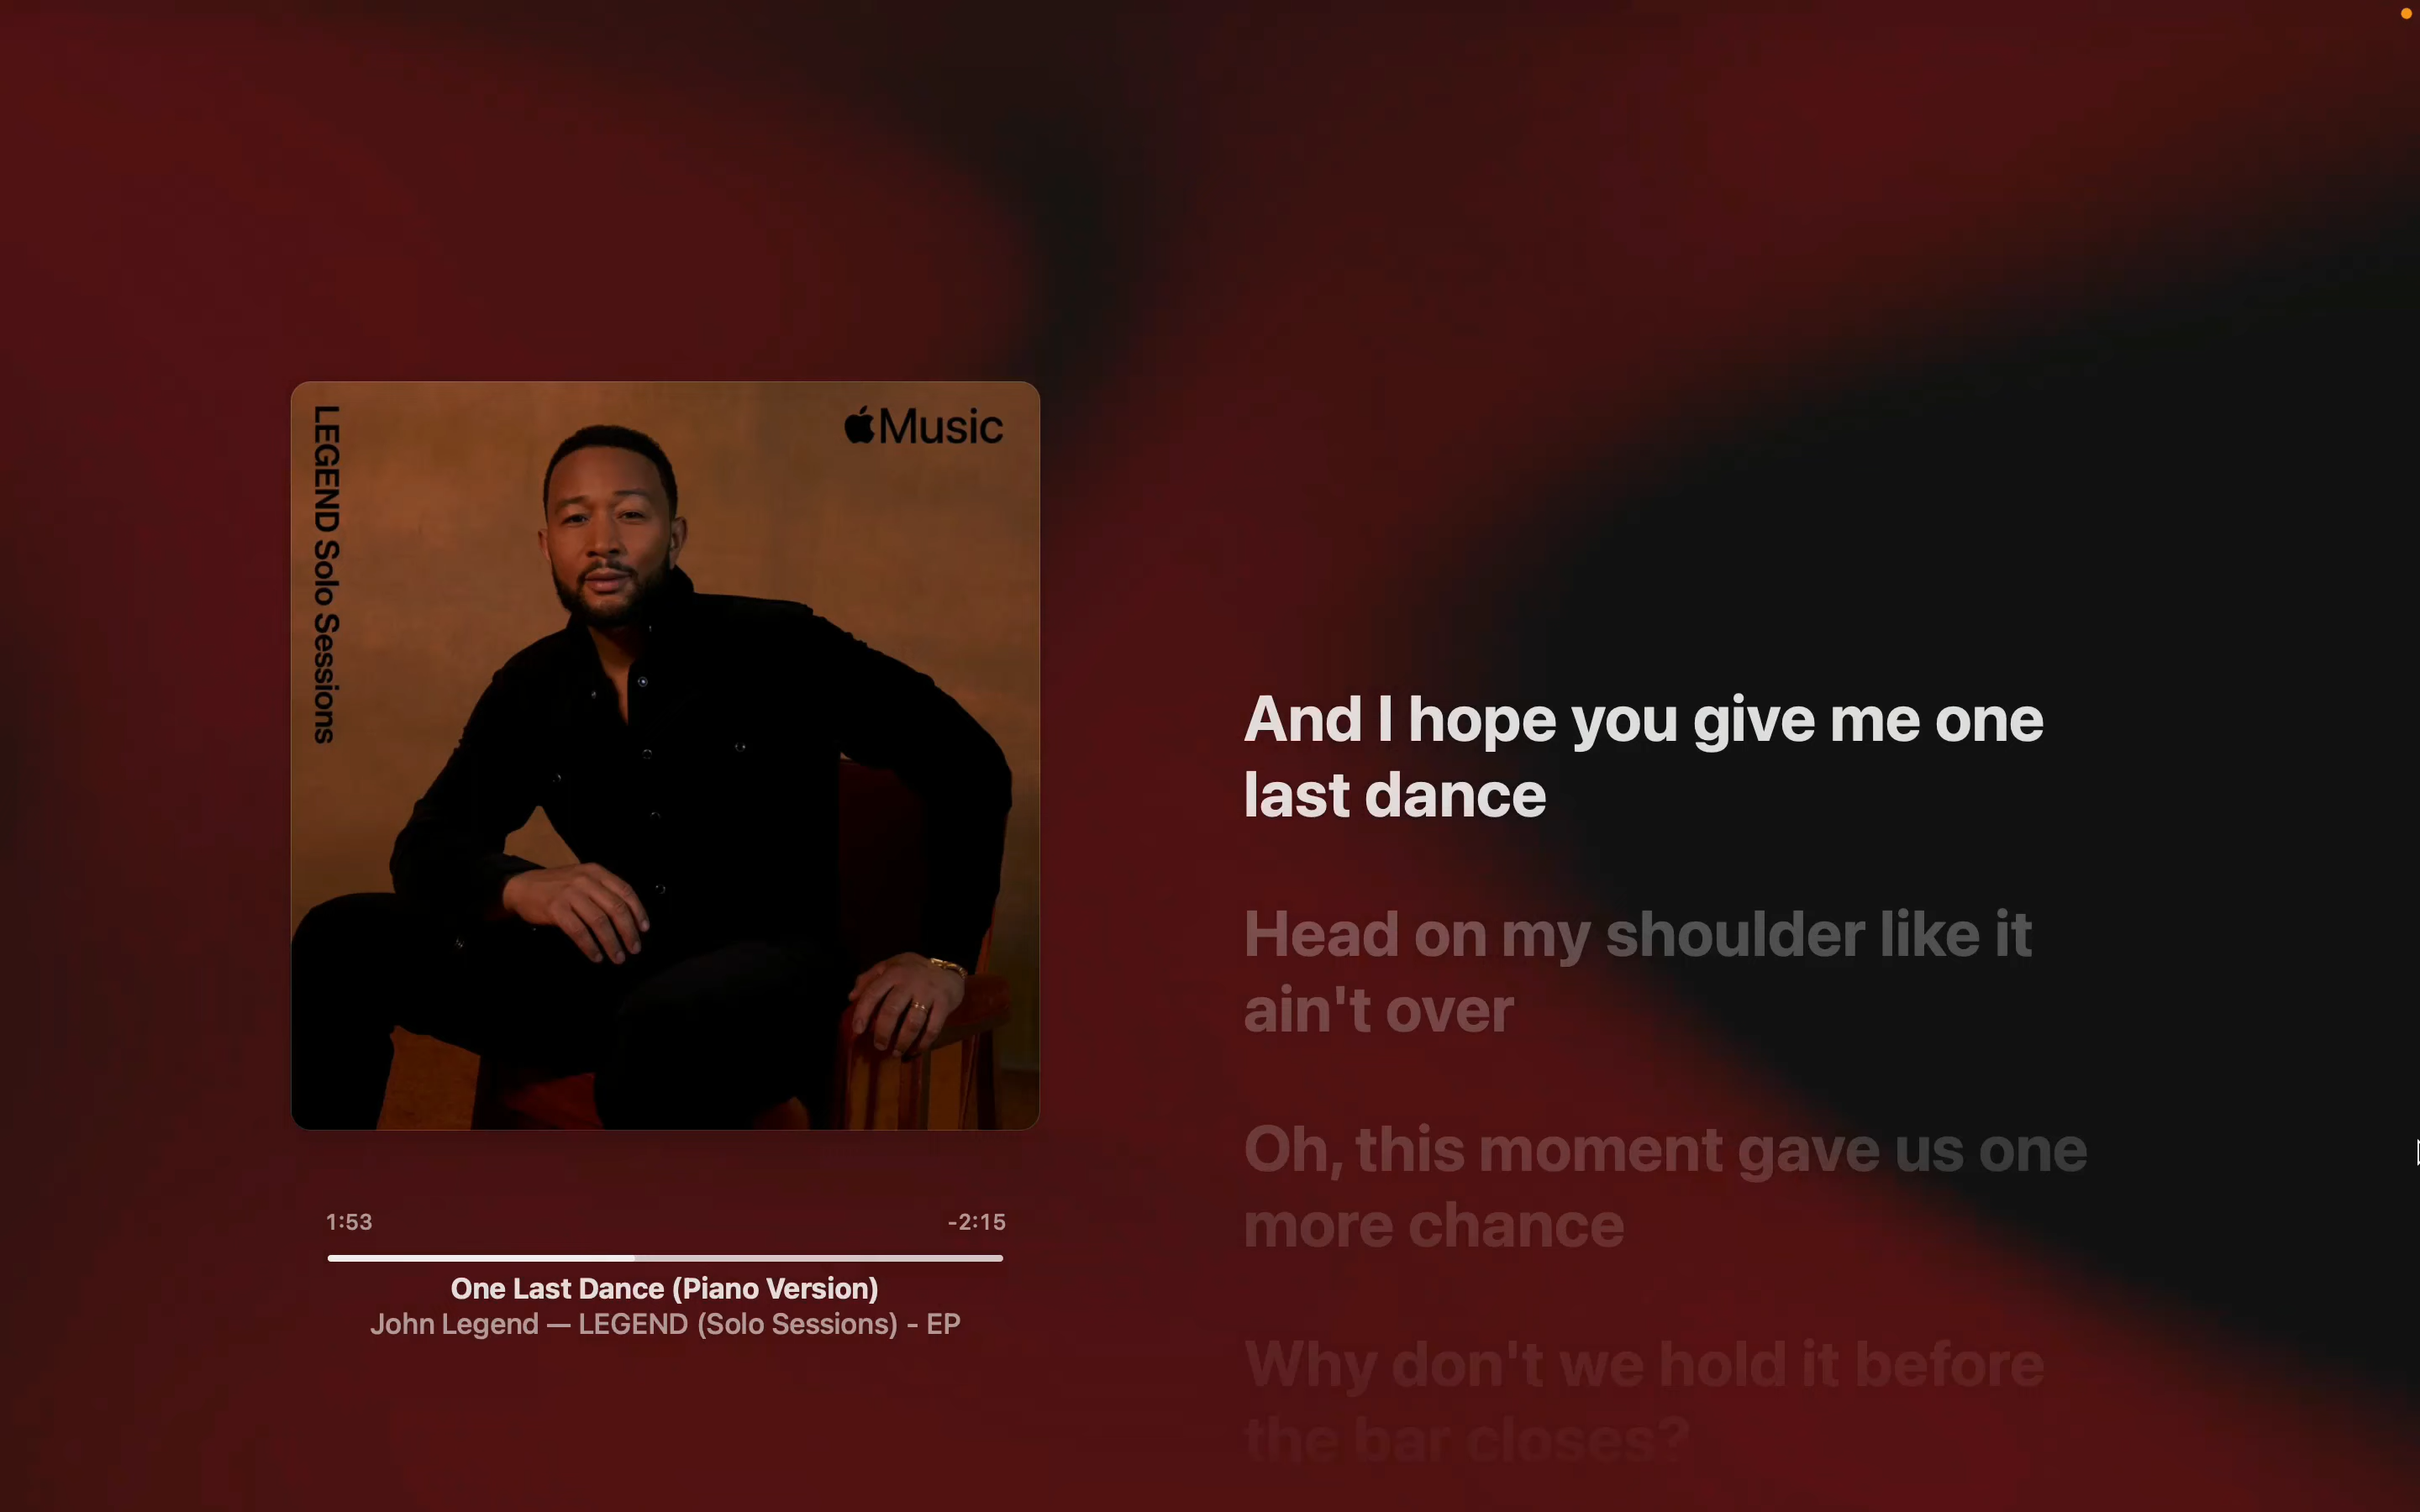 LEGEND Solo Sessions
Music
1:53
-2:15
One Last Dance (Piano Version)
John Legend — LEGEND (Solo Sessions) - EP
And I hope you give me one
last dance
Head on my shoulder like it
ain't over
Oh, this moment gave us one
more chance
Why don't we hold it before
the bar closes?